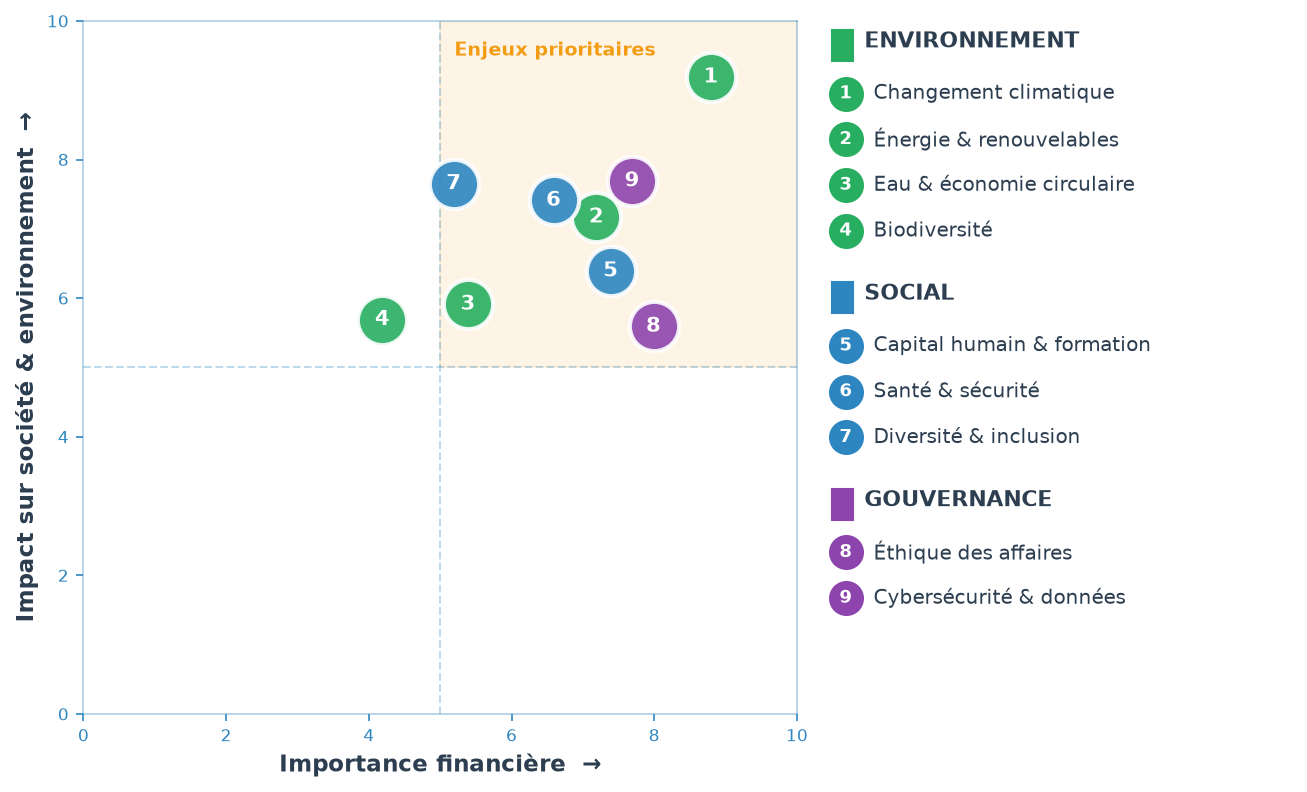 10
8
6
4
2
0
0 2 4 6 8 10
Impact sur société & environnement →
Importance financière →
Enjeux prioritaires
1
9
7
6
2
5
3
4
8
ENVIRONNEMENT
1 Changement climatique
2 Énergie & renouvelables
3 Eau & économie circulaire
4 Biodiversité
SOCIAL
5 Capital humain & formation
6 Santé & sécurité
7 Diversité & inclusion
GOUVERNANCE
8 Éthique des affaires
9 Cybersécurité & données